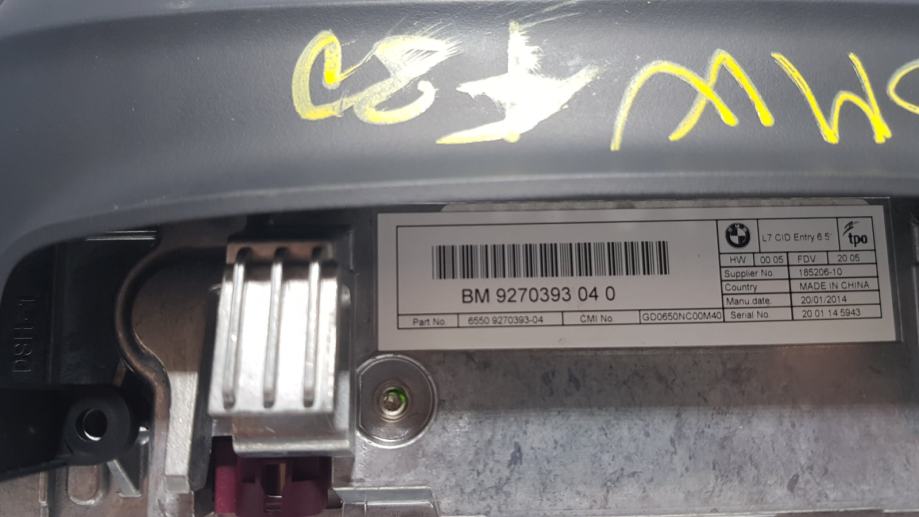 BMW F30
L7 CID Entry 6.5"
tpo
HW 00 05 FDV 20 05
Supplier No 185206-10
Country MADE IN CHINA
Manu.date. 20/01/2014
Serial No. 20 01 14 5943
BM 9270393 04 0
Part No 6550 9270393-04 CMI No. GD0650NC00M40